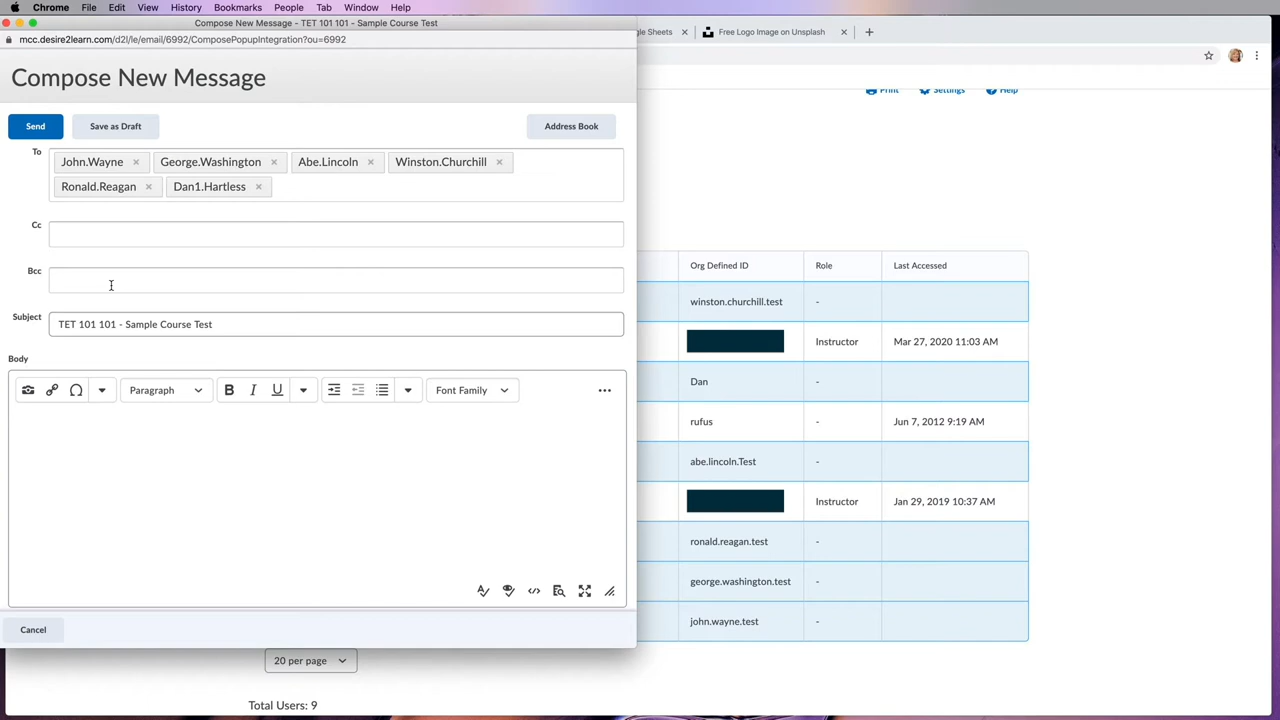 Chrome File Edit View History Bookmarks People Tab Window Help
Compose New Message - TET 101 101 - Sample Course Test
le Sheets Free Logo Image on Unsplash
mcc.desire2learn.com/d2l/le/email/6992/ComposePopupIntegration?ou=6992
Compose New Message
Print Settings Help
Send Save as Draft Address Book
To John.Wayne George.Washington Abe.Lincoln Winston.Churchill
Ronald.Reagan Dan1.Hartless
Cc
Bcc
Subject TET 101 101 - Sample Course Test
Body
Paragraph B I U Font Family
Cancel
Org Defined ID Role Last Accessed
winston.churchill.test -
Instructor Mar 27, 2020 11:03 AM
Dan -
rufus - Jun 7, 2012 9:19 AM
abe.lincoln.Test -
Instructor Jan 29, 2019 10:37 AM
ronald.reagan.test -
george.washington.test -
john.wayne.test -
20 per page
Total Users: 9